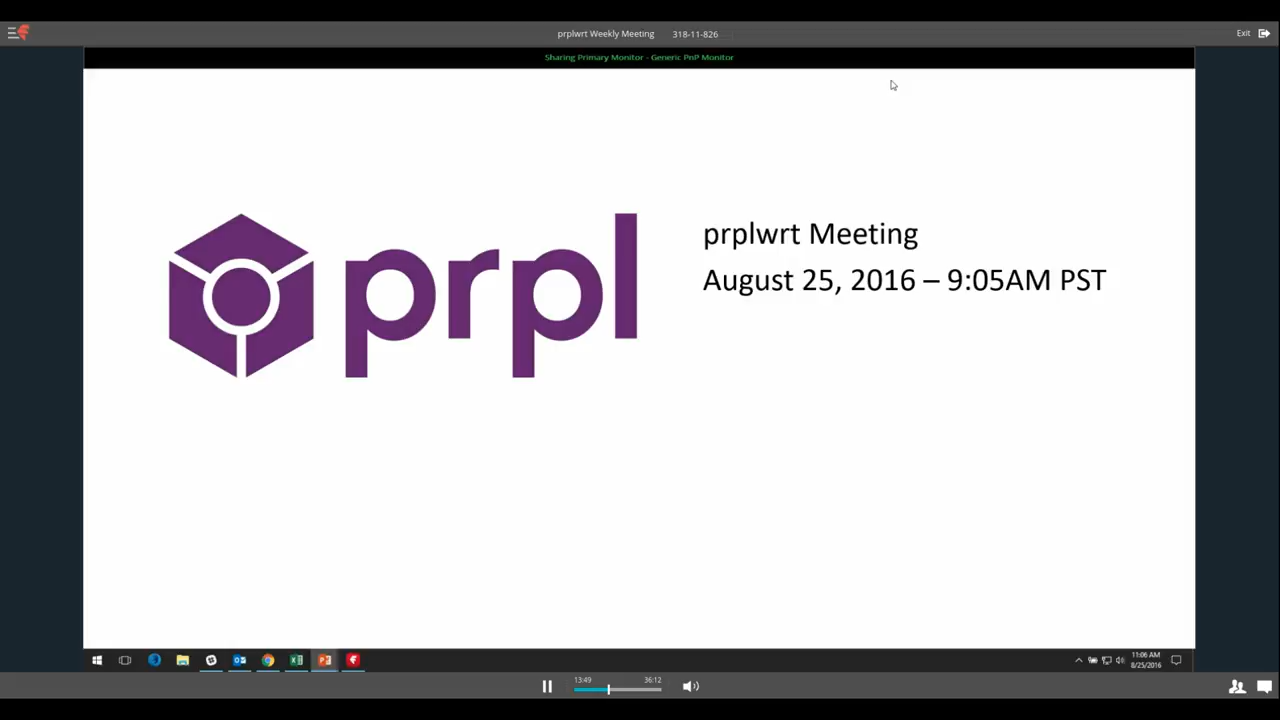 prplwrt Weekly Meeting 318-11-826
Exit
Sharing Primary Monitor - Generic PnP Monitor
prpl
prplwrt Meeting
August 25, 2016 – 9:05AM PST
11:06 AM
8/25/2016
13:49
36:12